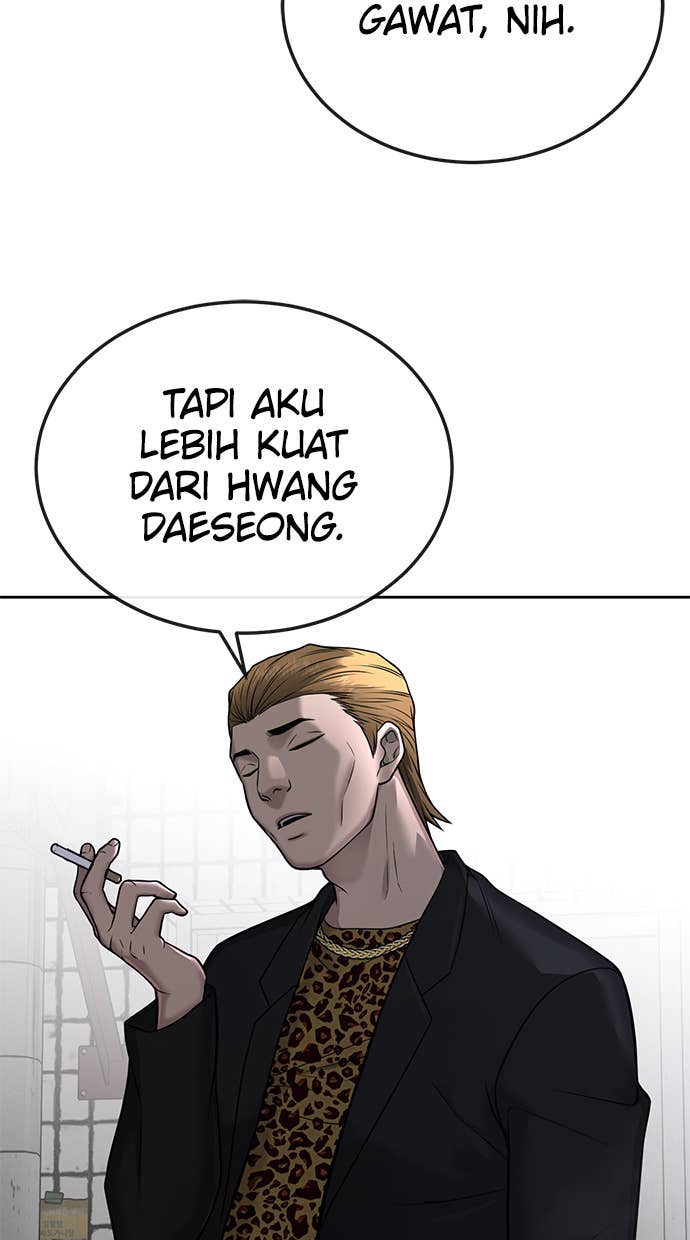 GAWAT, NIH.
TAPI AKU
LEBIH KUAT
DARI HWANG
DAESEONG.